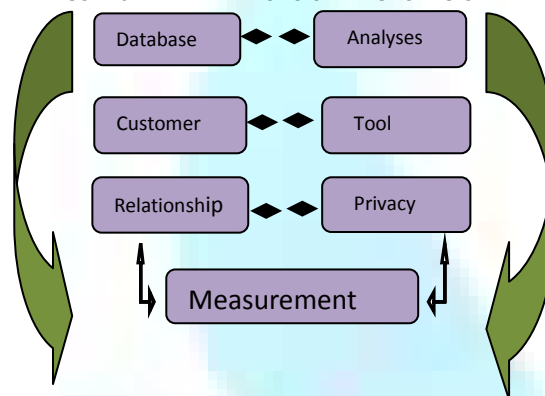 Database
Analyses
Customer
Tool
Relationship
Privacy
Measurement